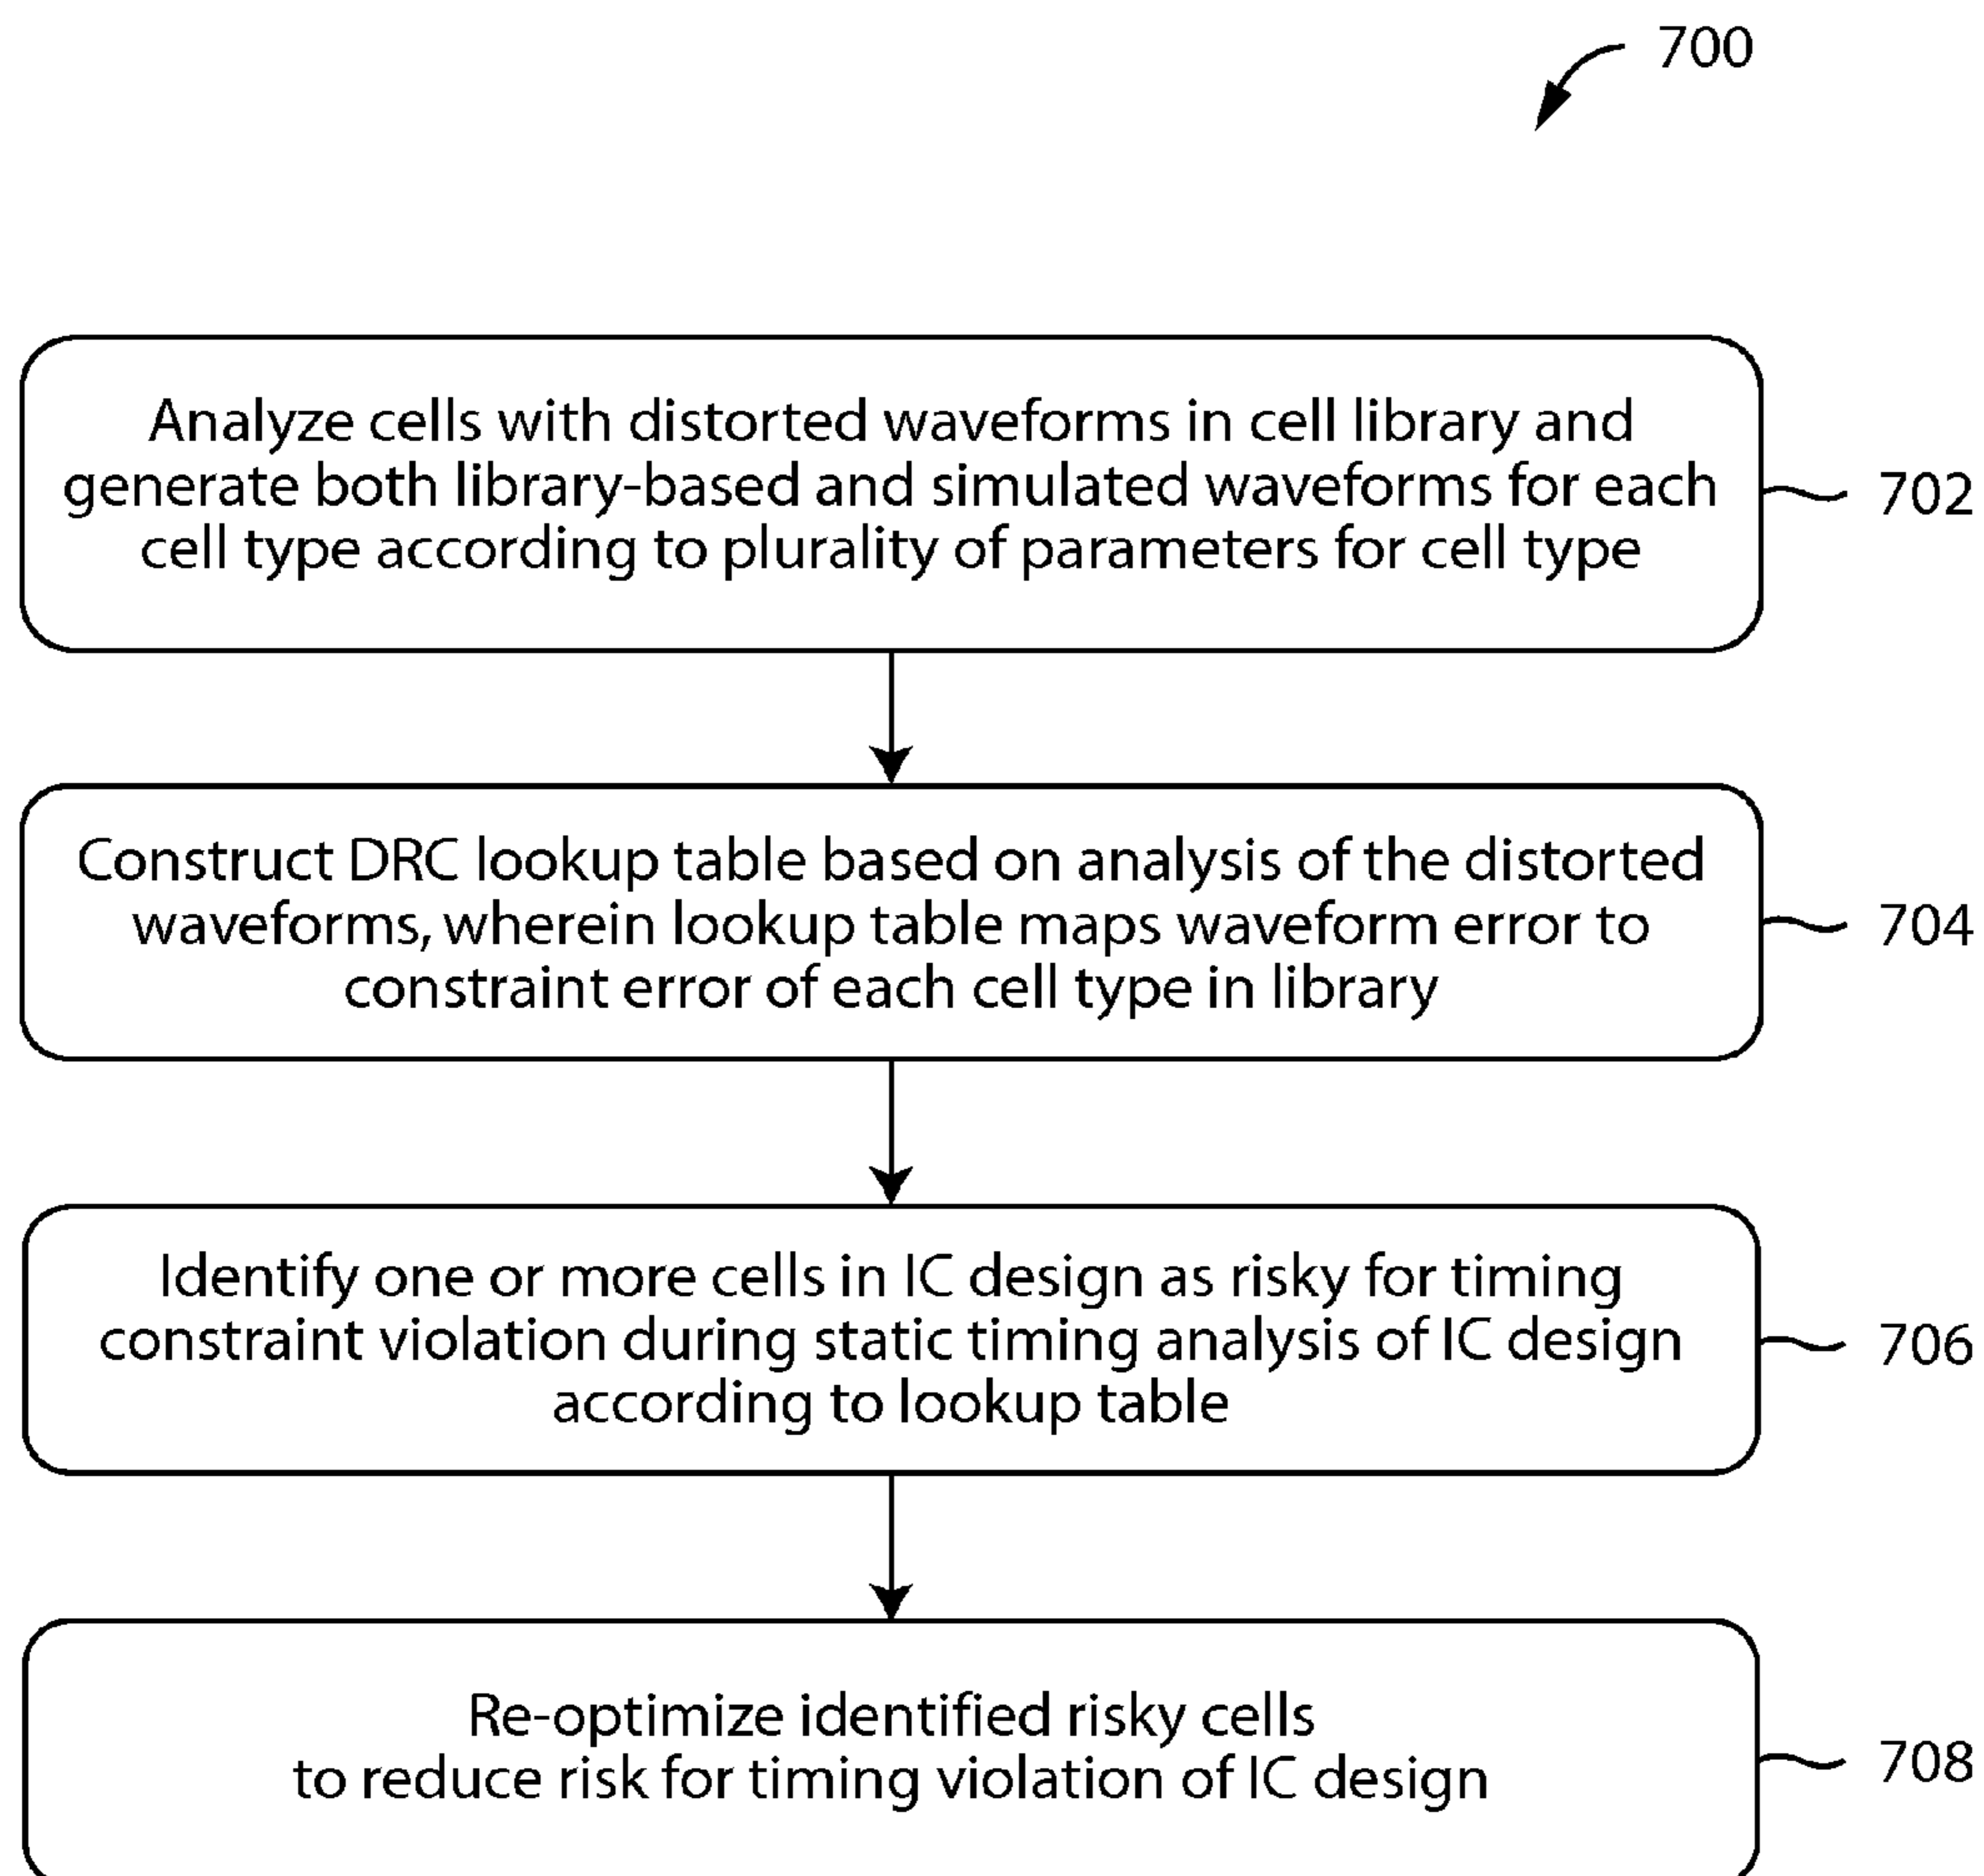 700
Analyze cells with distorted waveforms in cell library and
generate both library-based and simulated waveforms for each
cell type according to plurality of parameters for cell type
702
Construct DRC lookup table based on analysis of the distorted
waveforms, wherein lookup table maps waveform error to
constraint error of each cell type in library
704
Identify one or more cells in IC design as risky for timing
constraint violation during static timing analysis of IC design
according to lookup table
706
Re-optimize identified risky cells
to reduce risk for timing violation of IC design
708